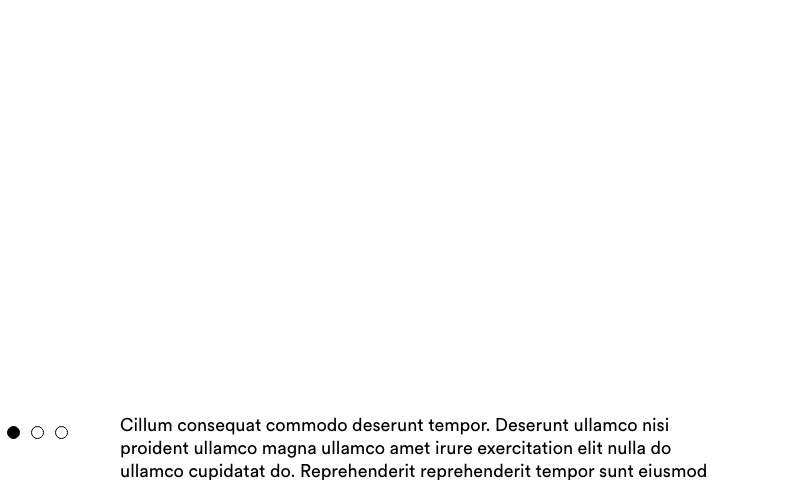 Cillum consequat commodo deserunt tempor. Deserunt ullamco nisi
proident ullamco magna ullamco amet irure exercitation elit nulla do
ullamco cupidatat do. Reprehenderit reprehenderit tempor sunt eiusmod